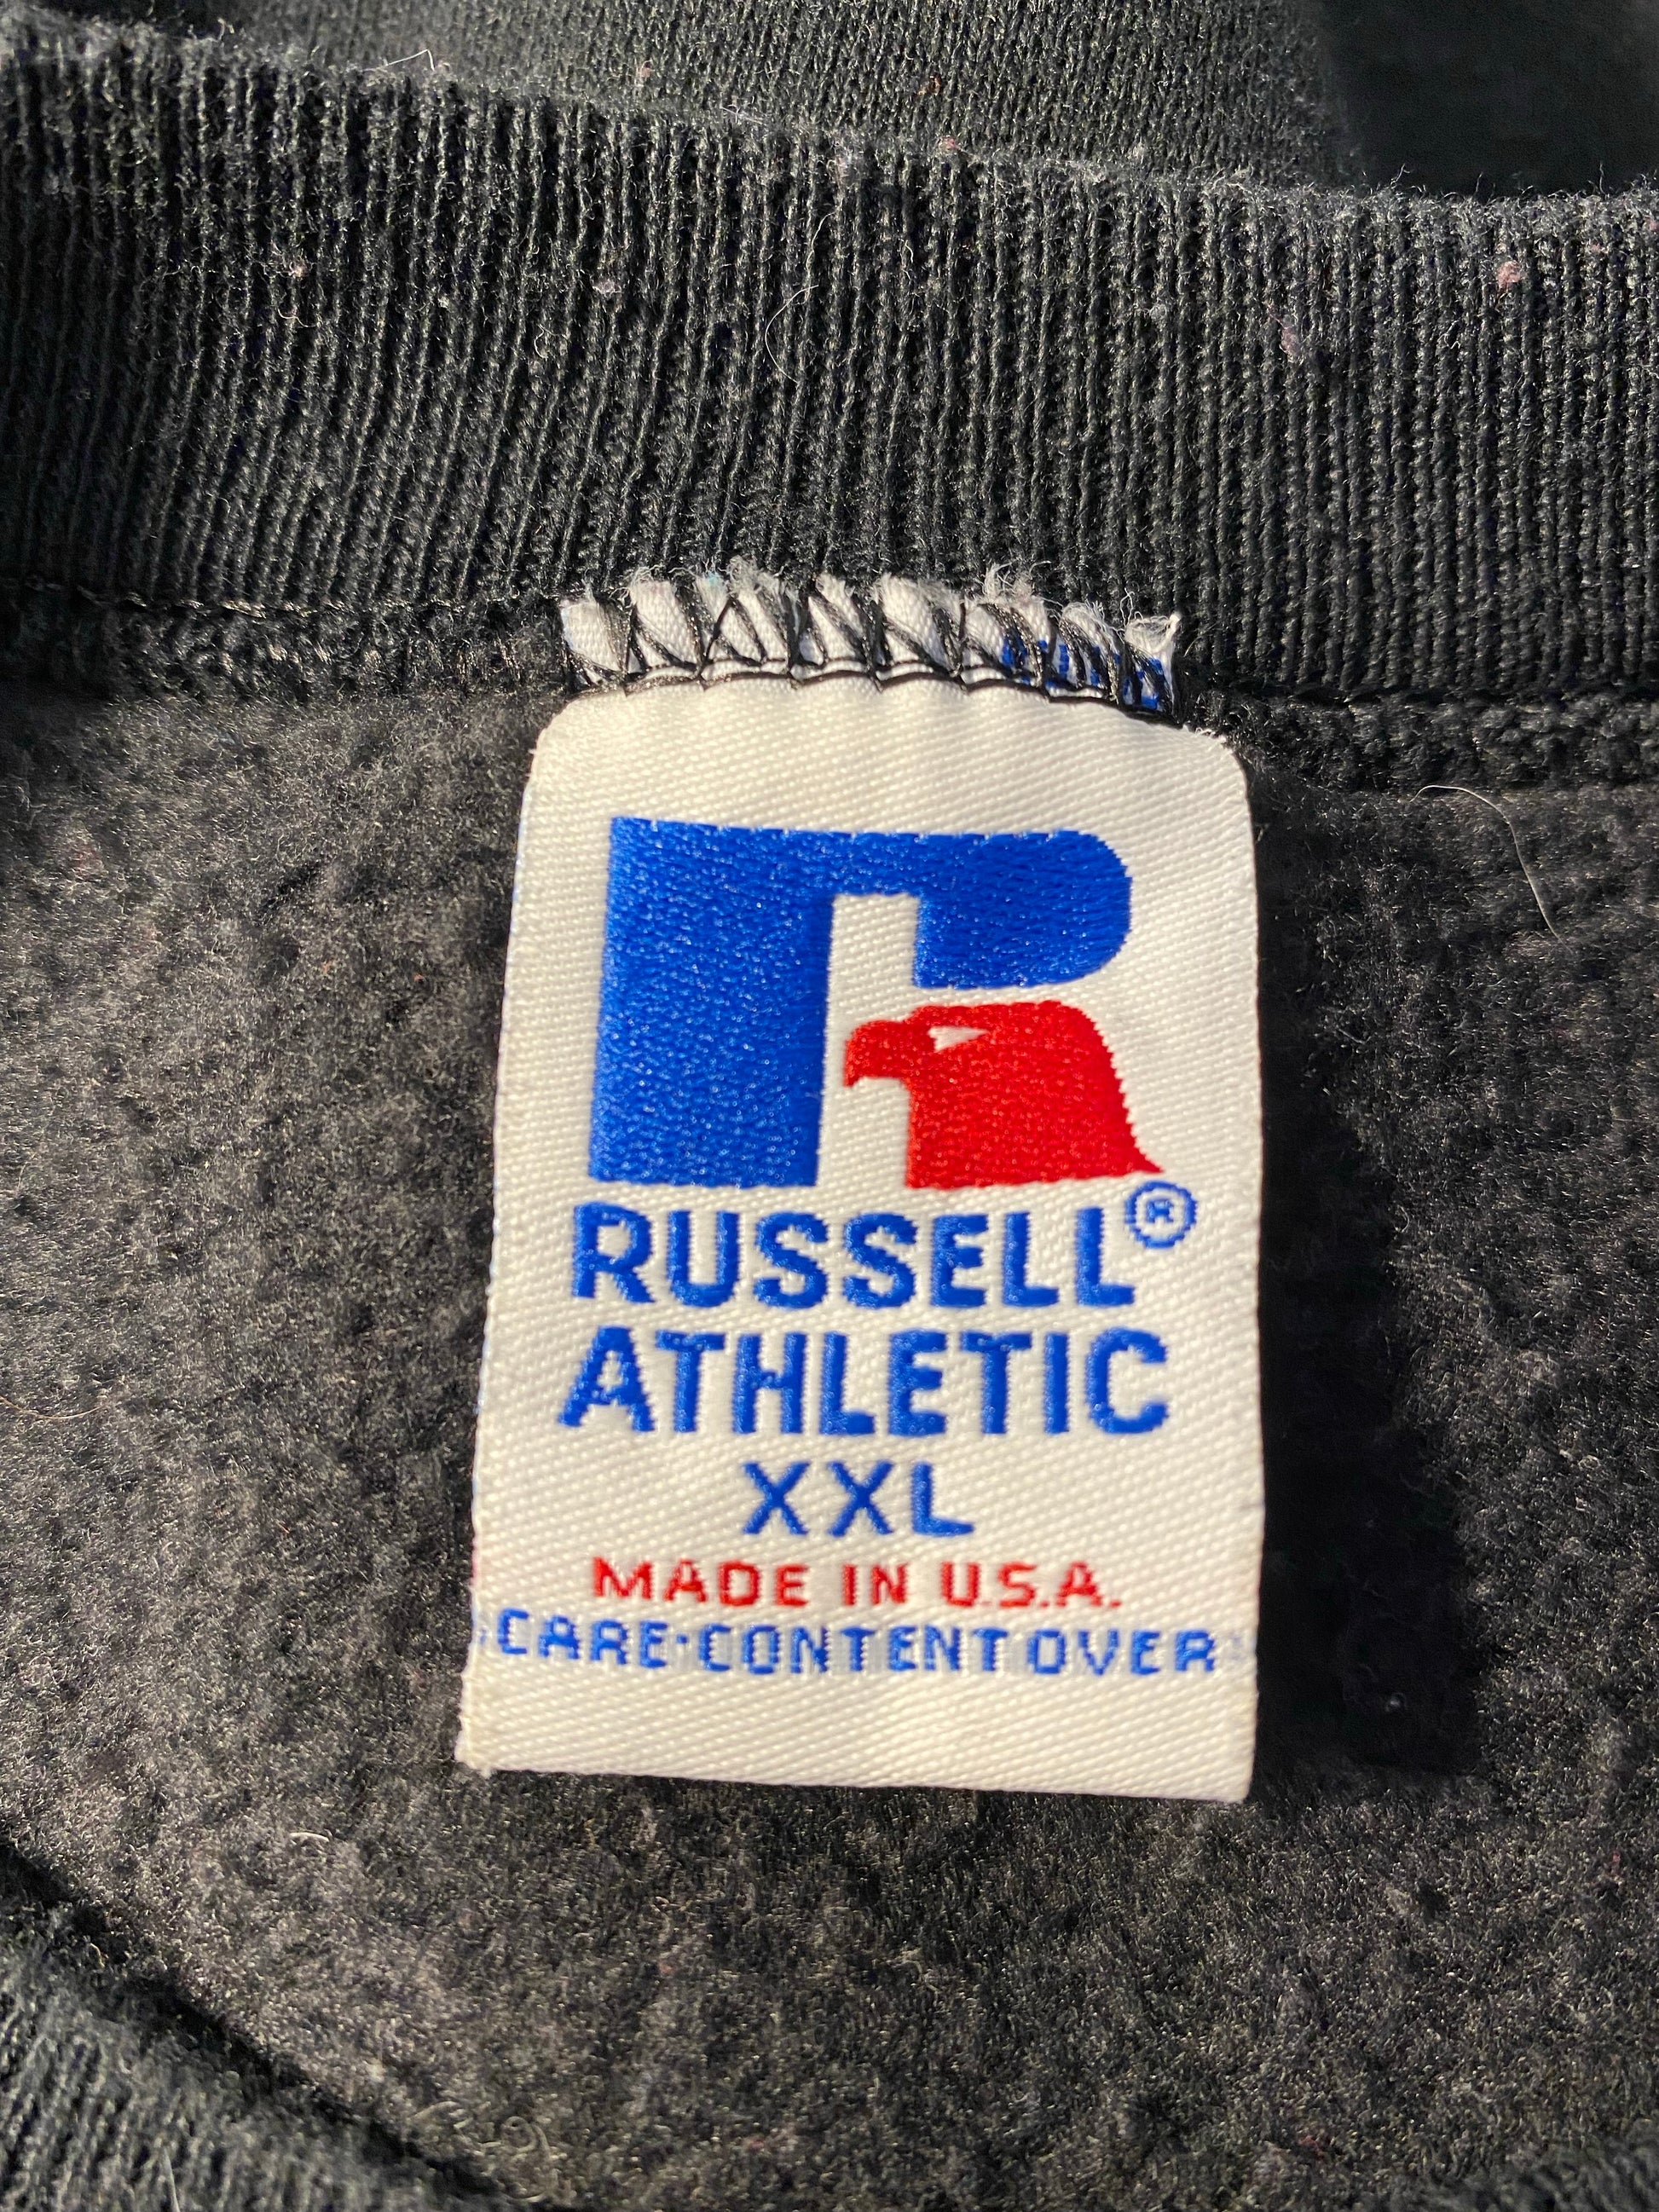 RUSSELL®
ATHLETIC
XXL
MADE IN U.S.A.
CARE·CONTENT OVER